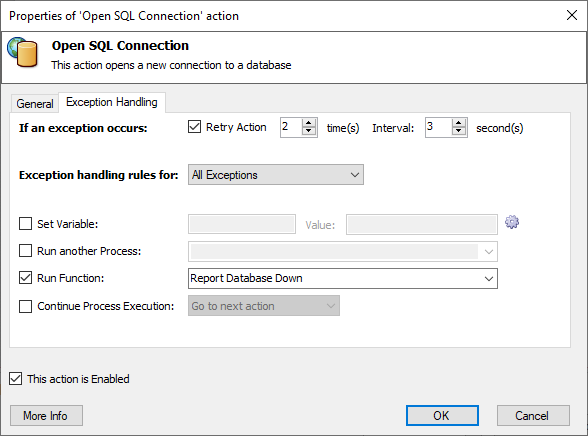 Properties of 'Open SQL Connection' action
Open SQL Connection
This action opens a new connection to a database
General Exception Handling
If an exception occurs: Retry Action 2 time(s) Interval: 3 second(s)
Exception handling rules for: All Exceptions
Set Variable: Value:
Run another Process:
Run Function: Report Database Down
Continue Process Execution: Go to next action
This action is Enabled
More Info OK Cancel